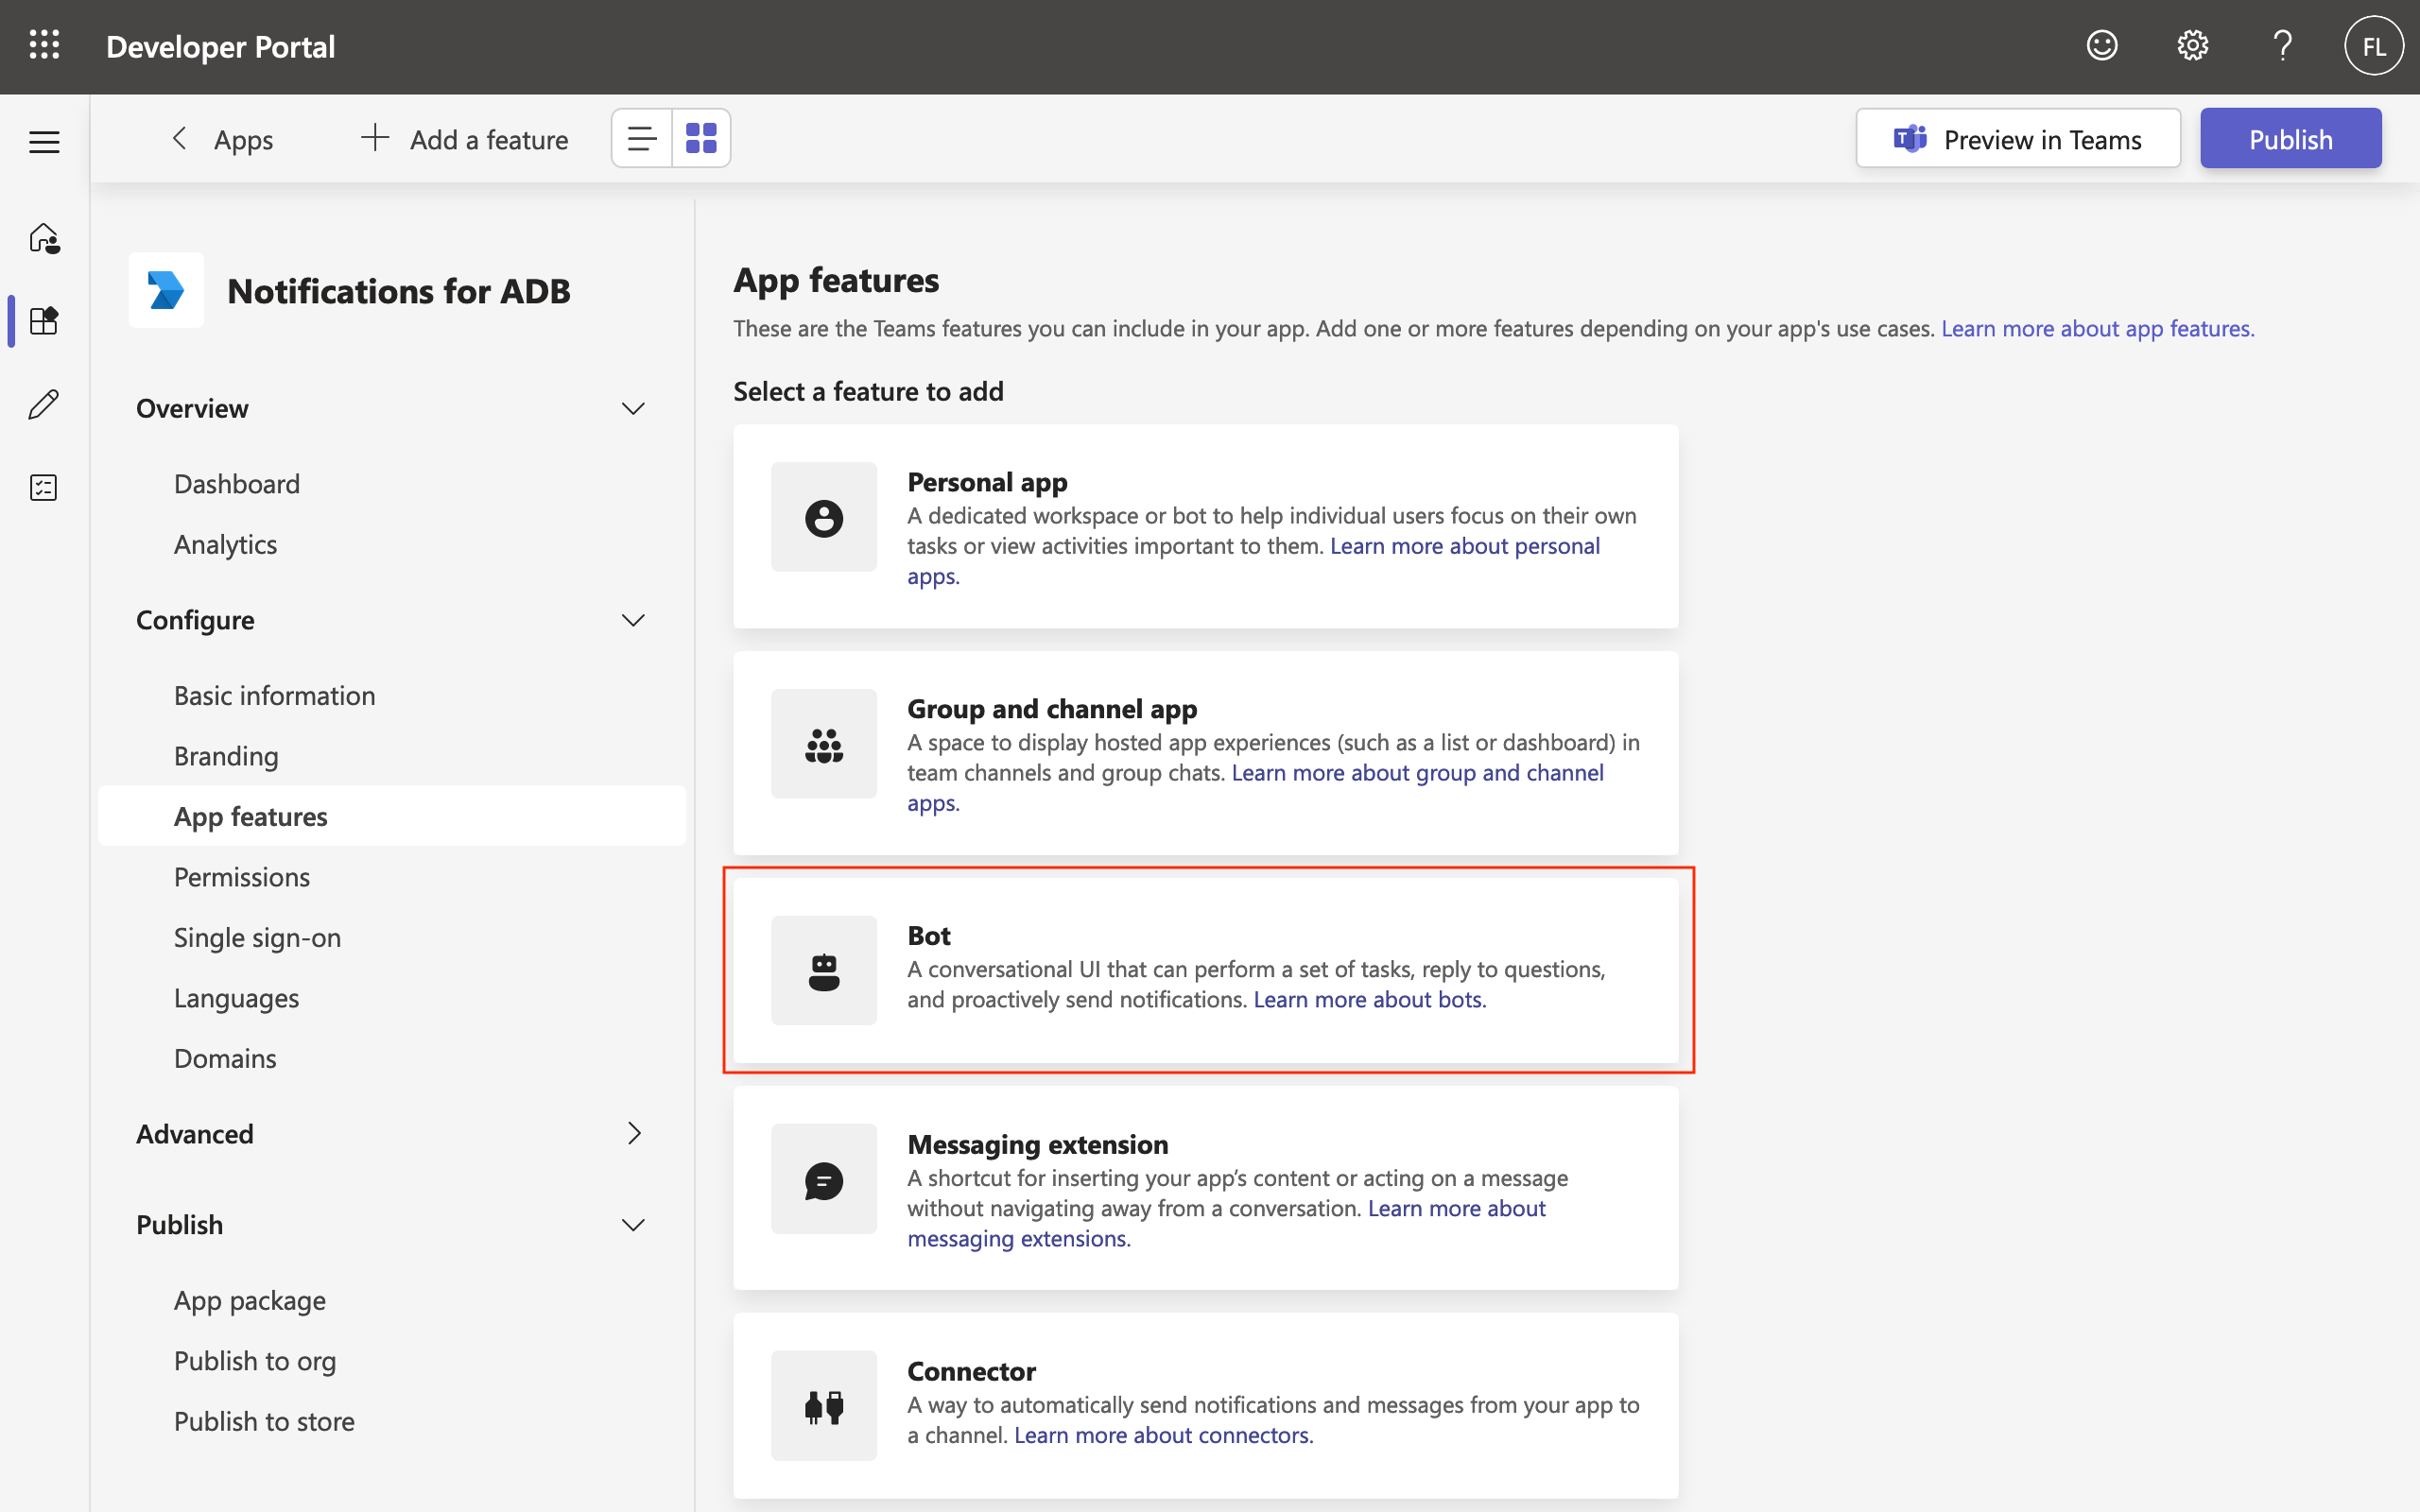 Developer Portal
FL
Apps
Add a feature
Preview in Teams
Publish
Notifications for ADB
Overview
Dashboard
Analytics
Configure
Basic information
Branding
App features
Permissions
Single sign-on
Languages
Domains
Advanced
Publish
App package
Publish to org
Publish to store
App features
These are the Teams features you can include in your app. Add one or more features depending on your app's use cases. Learn more about app features.
Select a feature to add
Personal app
A dedicated workspace or bot to help individual users focus on their own
tasks or view activities important to them. Learn more about personal
apps.
Group and channel app
A space to display hosted app experiences (such as a list or dashboard) in
team channels and group chats. Learn more about group and channel
apps.
Bot
A conversational UI that can perform a set of tasks, reply to questions,
and proactively send notifications. Learn more about bots.
Messaging extension
A shortcut for inserting your app’s content or acting on a message
without navigating away from a conversation. Learn more about
messaging extensions.
Connector
A way to automatically send notifications and messages from your app to
a channel. Learn more about connectors.